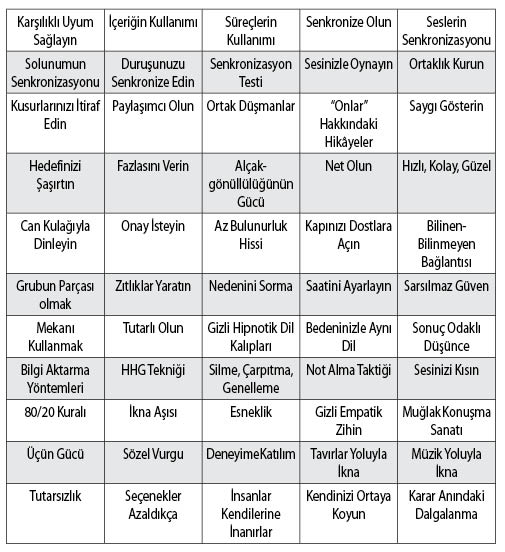 Karşılıklı Uyum Sağlayın
İçeriğin Kullanımı
Süreçlerin Kullanımı
Senkronize Olun
Seslerin Senkronizasyonu
Solunumun Senkronizasyonu
Duruşunuzu Senkronize Edin
Senkronizasyon Testi
Sesinizle Oynayın
Ortaklık Kurun
Kusurlarınızı İtiraf Edin
Paylaşımcı Olun
Ortak Düşmanlar
“Onlar” Hakkındaki Hikâyeler
Saygı Gösterin
Hedefinizi Şaşırtın
Fazlasını Verin
Alçak-gönüllülüğünün Gücü
Net Olun
Hızlı, Kolay, Güzel
Can Kulağıyla Dinleyin
Onay İsteyin
Az Bulunurluk Hissi
Kapınızı Dostlara Açın
Bilinen-Bilinmeyen Bağlantısı
Grubun Parçası olmak
Zıtlıklar Yaratın
Nedenini Sorma
Saatini Ayarlayın
Sarsılmaz Güven
Mekanı Kullanmak
Tutarlı Olun
Gizli Hipnotik Dil Kalıpları
Bedeninizle Aynı Dil
Sonuç Odaklı Düşünce
Bilgi Aktarma Yöntemleri
HHG Tekniği
Silme, Çarpıtma, Genelleme
Not Alma Taktiği
Sesinizi Kısın
80/20 Kuralı
İkna Aşısı
Esneklik
Gizli Empatik Zihin
Muğlak Konuşma Sanatı
Üçün Gücü
Sözel Vurgu
Deneyime Katılım
Tavırlar Yoluyla İkna
Müzik Yoluyla İkna
Tutarsızlık
Seçenekler Azaldıkça
İnsanlar Kendilerine İnanırlar
Kendinizi Ortaya Koyun
Karar Anındaki Dalgalanma